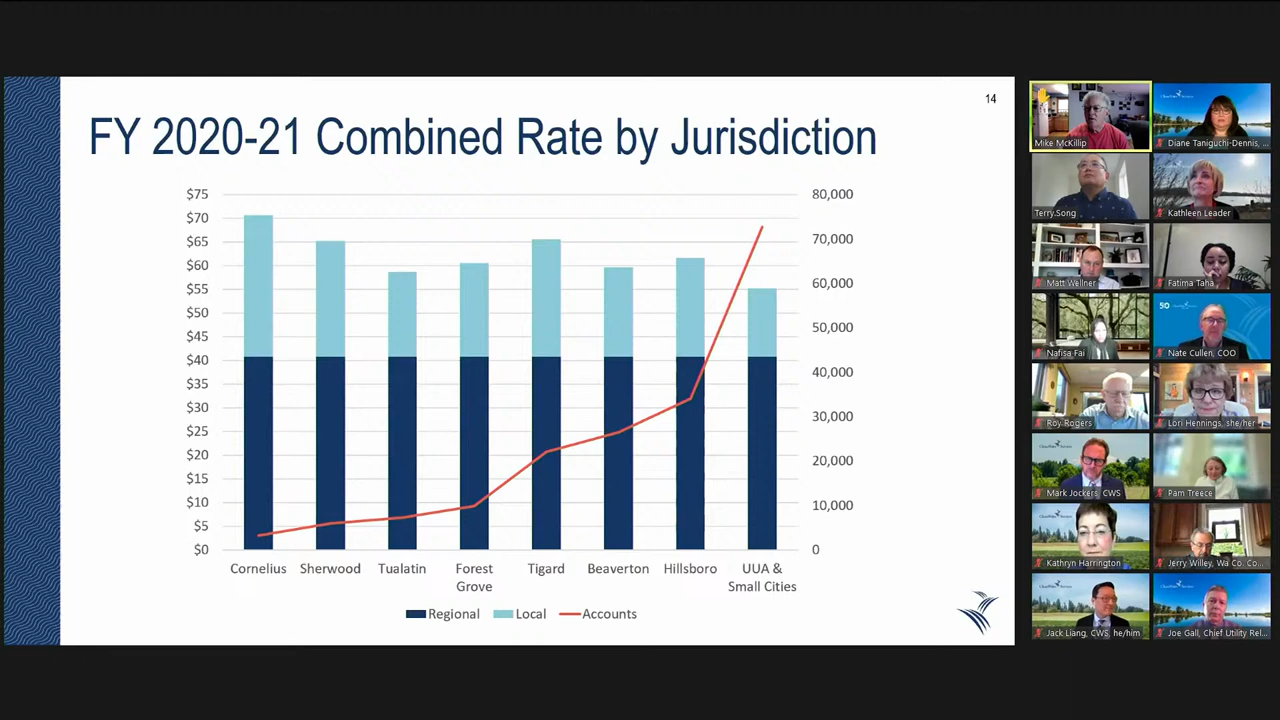 14
FY 2020-21 Combined Rate by Jurisdiction
$75
$70
$65
$60
$55
$50
$45
$40
$35
$30
$25
$20
$15
$10
$5
$0
80,000
70,000
60,000
50,000
40,000
30,000
20,000
10,000
0
Cornelius
Sherwood
Tualatin
Forest
Grove
Tigard
Beaverton
Hillsboro
UUA &
Small Cities
Regional
Local
Accounts
Mike McKillip
Diane Taniguchi-Dennis, ...
Terry.Song
Kathleen Leader
Matt Wellner
Fatima Taha
Nafisa Fai
50
Nate Cullen, COO
Roy Rogers
Lori Hennings, she/her
Mark Jockers, CWS
Pam Treece
Kathryn Harrington
Jerry Willey, Wa Co. Co...
Jack Liang, CWS, he/him
Joe Gall, Chief Utility Rel...